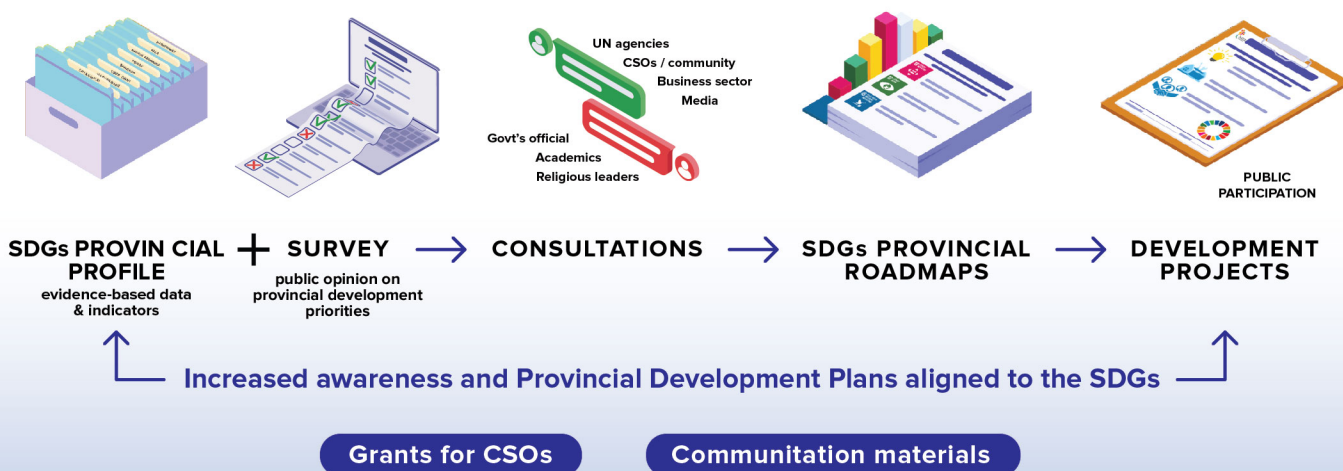 UN agencies
CSOs / community
Business sector
Media
Govt's official
Academics
Religious leaders
PUBLIC
PARTICIPATION
SDGs PROVIN CIAL
PROFILE
evidence-based data
& indicators
+
SURVEY
public opinion on
provincial development
priorities
CONSULTATIONS
SDGs PROVINCIAL
ROADMAPS
DEVELOPMENT
PROJECTS
Increased awareness and Provincial Development Plans aligned to the SDGs
Grants for CSOs
Communitation materials